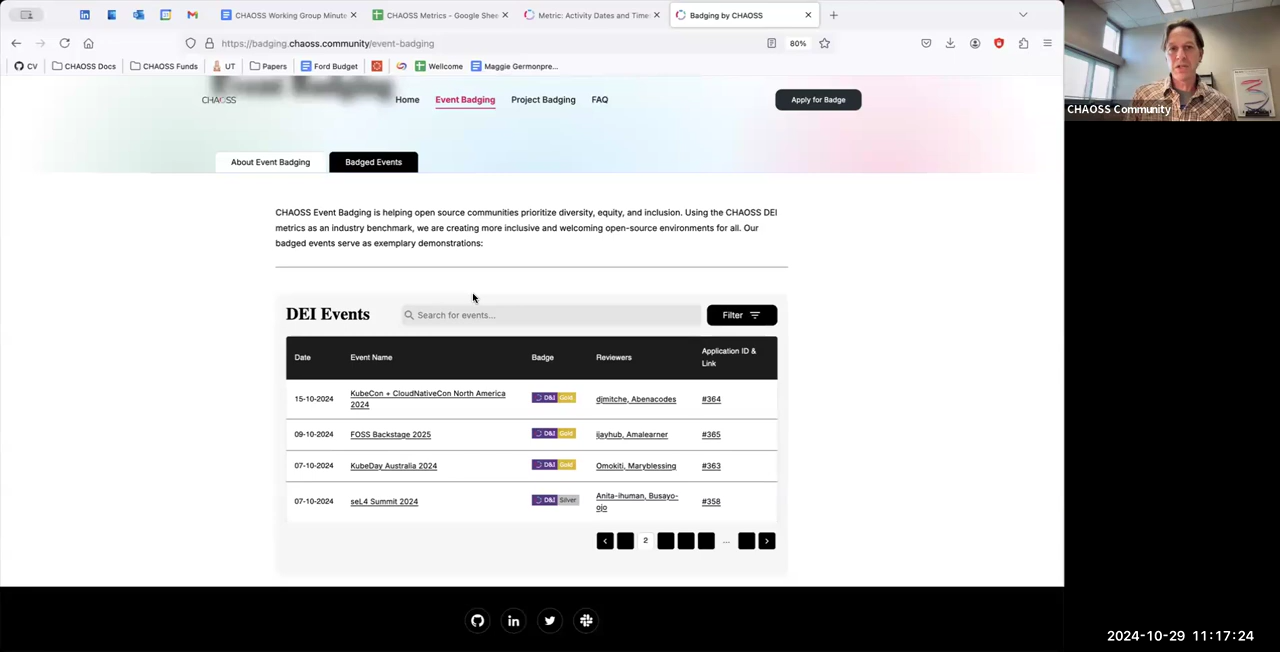 CHAOSS Working Group Minute
CHAOSS Metrics - Google Shee
Metric: Activity Dates and Time
Badging by CHAOSS
https://badging.chaoss.community/event-badging
80%
CV
CHAOSS Docs
CHAOSS Funds
UT
Papers
Ford Budget
Wellcome
Maggie Germonpre...
Event Badging
CHAOSS
Home
Event Badging
Project Badging
FAQ
Apply for Badge
CHAOSS Community
About Event Badging
Badged Events
CHAOSS Event Badging is helping open source communities prioritize diversity, equity, and inclusion. Using the CHAOSS DEI
metrics as an industry benchmark, we are creating more inclusive and welcoming open-source environments for all. Our
badged events serve as exemplary demonstrations:
DEI Events
Search for events...
Filter
Date
Event Name
Badge
Reviewers
Application ID &
Link
15-10-2024
KubeCon + CloudNativeCon North America
2024
D&I Gold
djmitche, Abenacodes
#364
09-10-2024
FOSS Backstage 2025
D&I Gold
ijayhub, Amalearner
#365
07-10-2024
KubeDay Australia 2024
D&I Gold
Omokiti, Maryblessing
#363
07-10-2024
seL4 Summit 2024
D&I Silver
Anita-ihuman, Busayo-
ojo
#358
2
...
2024-10-29 11:17:24